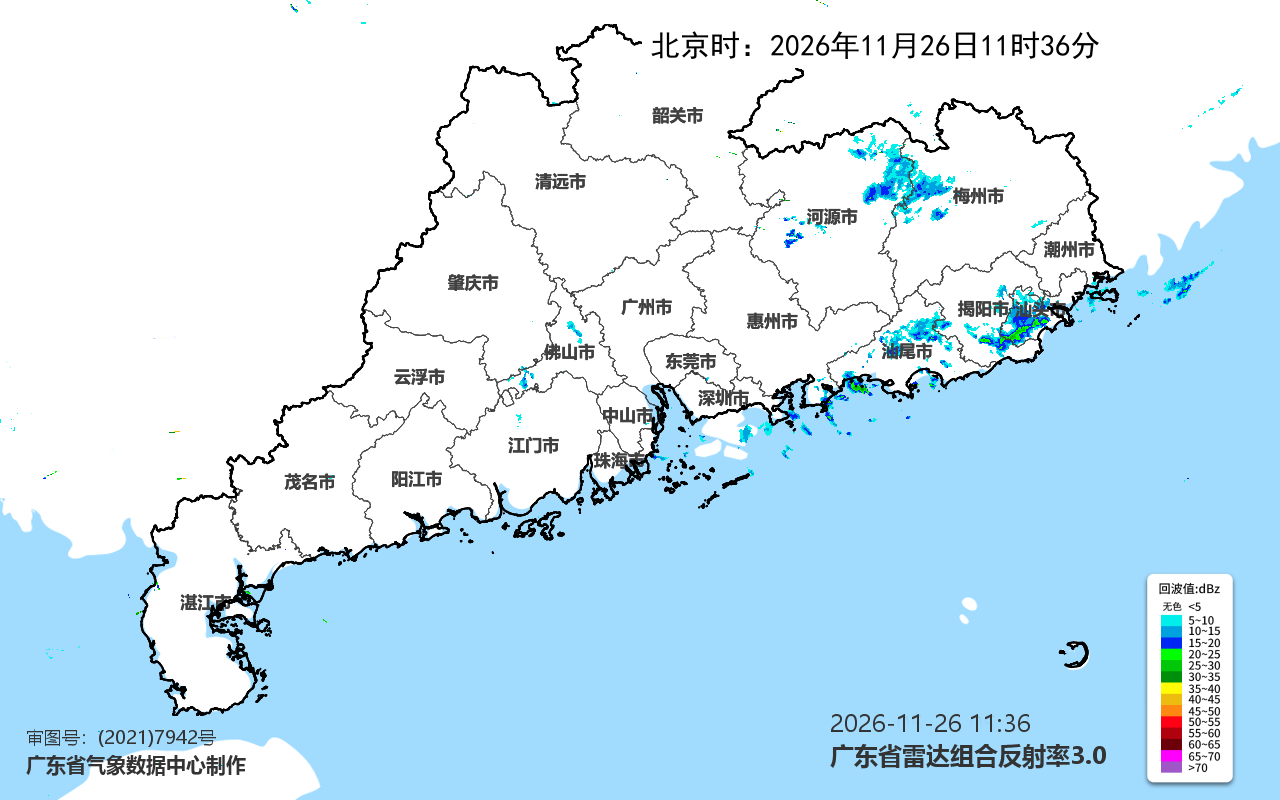 北京时：2026年11月26日11时36分
韶关市
清远市
梅州市
河源市
潮州市
肇庆市
广州市
惠州市
揭阳市
汕头市
佛山市
汕尾市
东莞市
云浮市
深圳市
中山市
江门市
珠海市
茂名市
阳江市
湛江市
回波值:dBz
无色 <5
5~10
10~15
15~20
20~25
25~30
30~35
35~40
40~45
45~50
50~55
55~60
60~65
65~70
>70
审图号：(2021)7942号
广东省气象数据中心制作
2026-11-26 11:36
广东省雷达组合反射率3.0